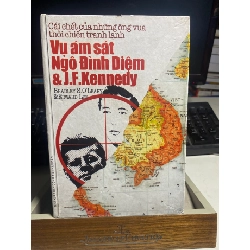 Cái chết của những ông vua
thời chiến tranh lạnh
Vụ ám sát
Ngô Đình Diệm
& J.F. Kennedy